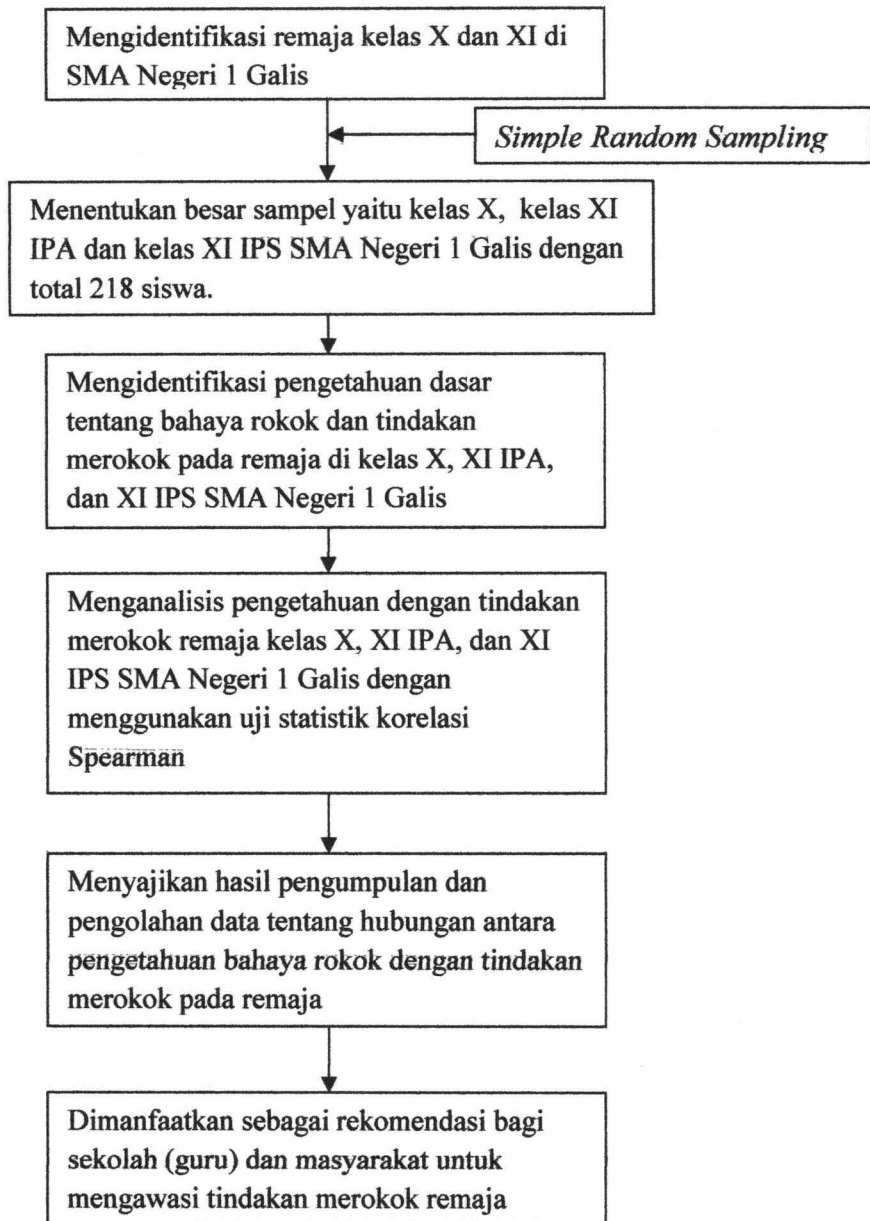 Mengidentifikasi remaja kelas X dan XI di
SMA Negeri 1 Galis
Simple Random Sampling
Menentukan besar sampel yaitu kelas X, kelas XI
IPA dan kelas XI IPS SMA Negeri 1 Galis dengan
total 218 siswa.
Mengidentifikasi pengetahuan dasar
tentang bahaya rokok dan tindakan
merokok pada remaja di kelas X, XI IPA,
dan XI IPS SMA Negeri 1 Galis
Menganalisis pengetahuan dengan tindakan
merokok remaja kelas X, XI IPA, dan XI
IPS SMA Negeri 1 Galis dengan
menggunakan uji statistik korelasi
Spearman
Menyajikan hasil pengumpulan dan
pengolahan data tentang hubungan antara
pengetahuan bahaya rokok dengan tindakan
merokok pada remaja
Dimanfaatkan sebagai rekomendasi bagi
sekolah (guru) dan masyarakat untuk
mengawasi tindakan merokok remaja